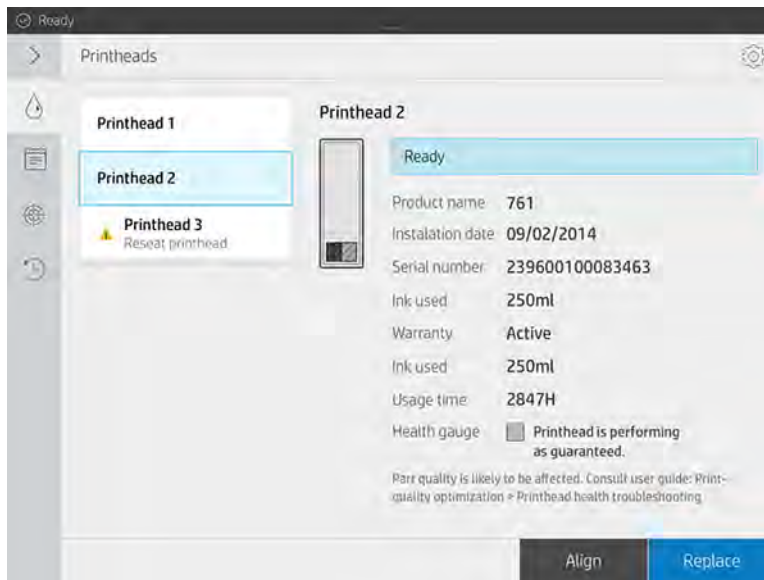 Ready
Printheads
Printhead 1
Printhead 2
Printhead 3
Reseat printhead
Printhead 2
Ready
Product name 761
Instalation date 09/02/2014
Serial number 239600100083463
Ink used 250ml
Warranty Active
Ink used 250ml
Usage time 2847H
Health gauge Printhead is performing
as guaranteed.
Part quality is likely to be affected. Consult user guide: Print-
quality optimization > Printhead health troubleshooting
Align
Replace